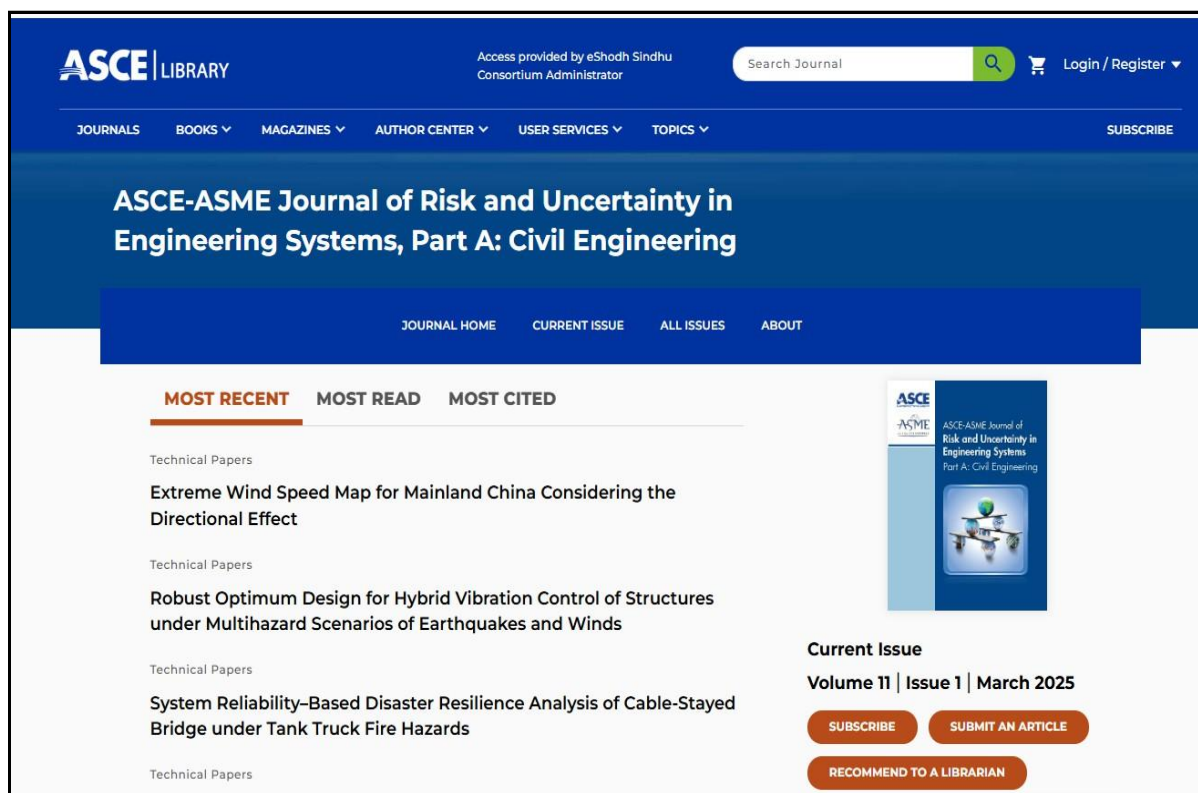 ASCE LIBRARY
Access provided by eShodh Sindhu
Consortium Administrator
Search Journal
Login / Register
JOURNALS BOOKS MAGAZINES AUTHOR CENTER USER SERVICES TOPICS SUBSCRIBE
ASCE-ASME Journal of Risk and Uncertainty in
Engineering Systems, Part A: Civil Engineering
JOURNAL HOME CURRENT ISSUE ALL ISSUES ABOUT
MOST RECENT MOST READ MOST CITED
Technical Papers
Extreme Wind Speed Map for Mainland China Considering the
Directional Effect
Technical Papers
Robust Optimum Design for Hybrid Vibration Control of Structures
under Multihazard Scenarios of Earthquakes and Winds
Technical Papers
System Reliability–Based Disaster Resilience Analysis of Cable-Stayed
Bridge under Tank Truck Fire Hazards
Technical Papers
ASCE
ASME
ASCE-ASME Journal of
Risk and Uncertainty in
Engineering Systems
Part A: Civil Engineering
Current Issue
Volume 11 | Issue 1 | March 2025
SUBSCRIBE SUBMIT AN ARTICLE
RECOMMEND TO A LIBRARIAN